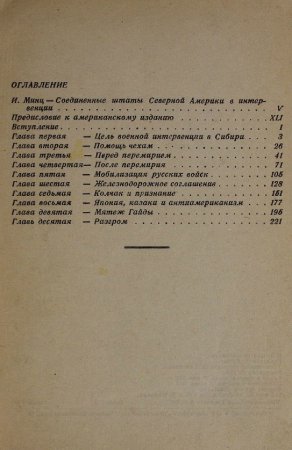 ОГЛАВЛЕНИЕ
И. Минц — Соединенные штаты Северной Америки в интер-
венции . . . . . . . . . . . . . . . . V
Предисловие к американскому изданию . . . . . . XLI
Вступление . . . . . . . . . . . . . . . 1
Глава первая — Цель военной интервенции в Сибири . . 3
Глава вторая — Помощь чехам . . . . . . . . . 26
Глава третья — Перед перемирием . . . . . . . . 41
Глава четвертая — После перемирия . . . . . . . . 71
Глава пятая — Мобилизация русских войск . . . . . 105
Глава шестая — Железнодорожное соглашение . . . . 128
Глава седьмая — Колчак и признание . . . . . . . 151
Глава восьмая — Япония, казаки и антиамериканизм . . 177
Глава девятая — Мятеж Гайды . . . . . . . . . 195
Глава десятая — Разгром . . . . . . . . . . . 221